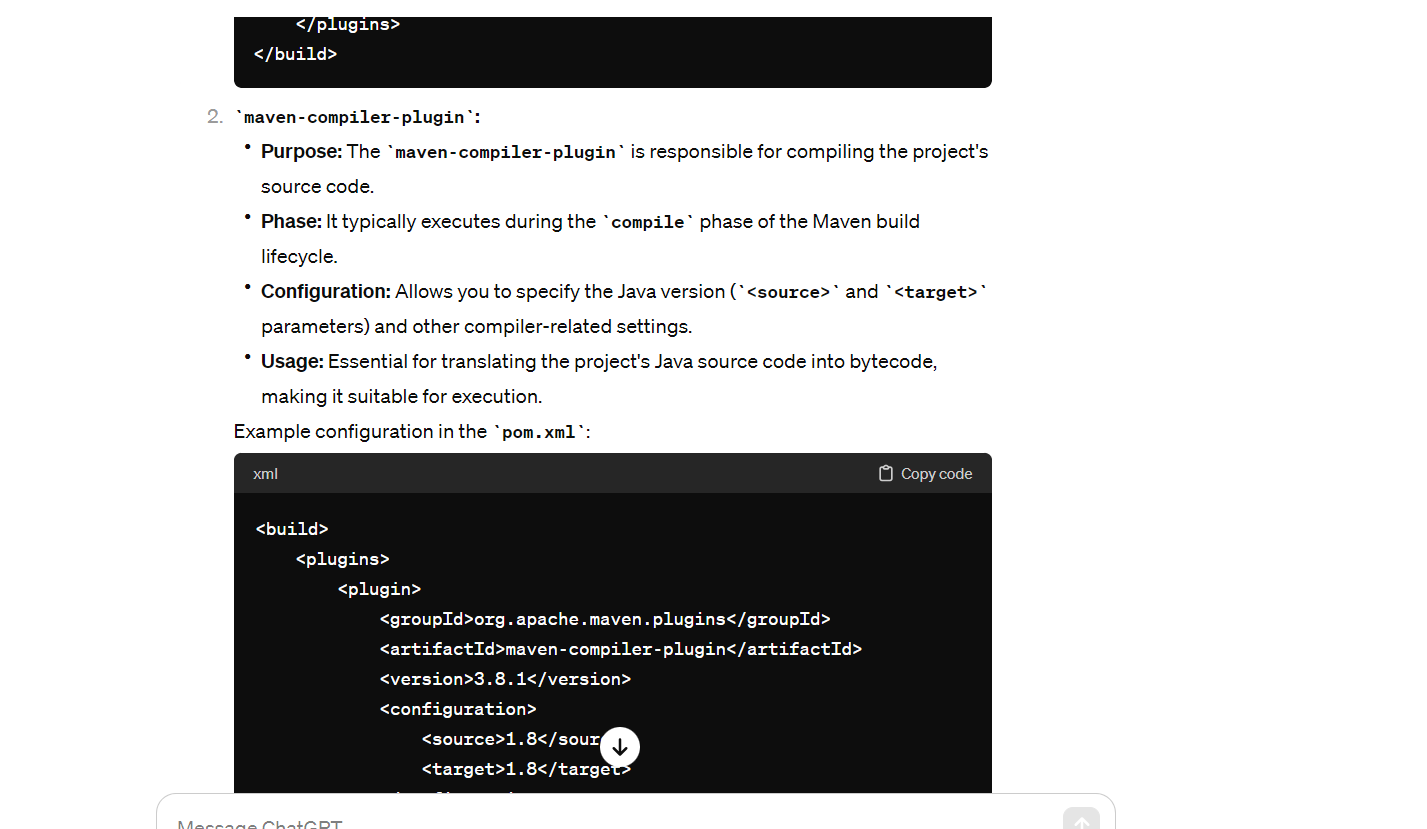 </plugins>
</build>
2. `maven-compiler-plugin`:
• Purpose: The `maven-compiler-plugin` is responsible for compiling the project's
source code.
• Phase: It typically executes during the `compile` phase of the Maven build
lifecycle.
• Configuration: Allows you to specify the Java version (`<source>` and `<target>`
parameters) and other compiler-related settings.
• Usage: Essential for translating the project's Java source code into bytecode,
making it suitable for execution.
Example configuration in the `pom.xml`:
xml Copy code
<build>
<plugins>
<plugin>
<groupId>org.apache.maven.plugins</groupId>
<artifactId>maven-compiler-plugin</artifactId>
<version>3.8.1</version>
<configuration>
<source>1.8</sour
<target>1.8</target>
Message ChatGPT